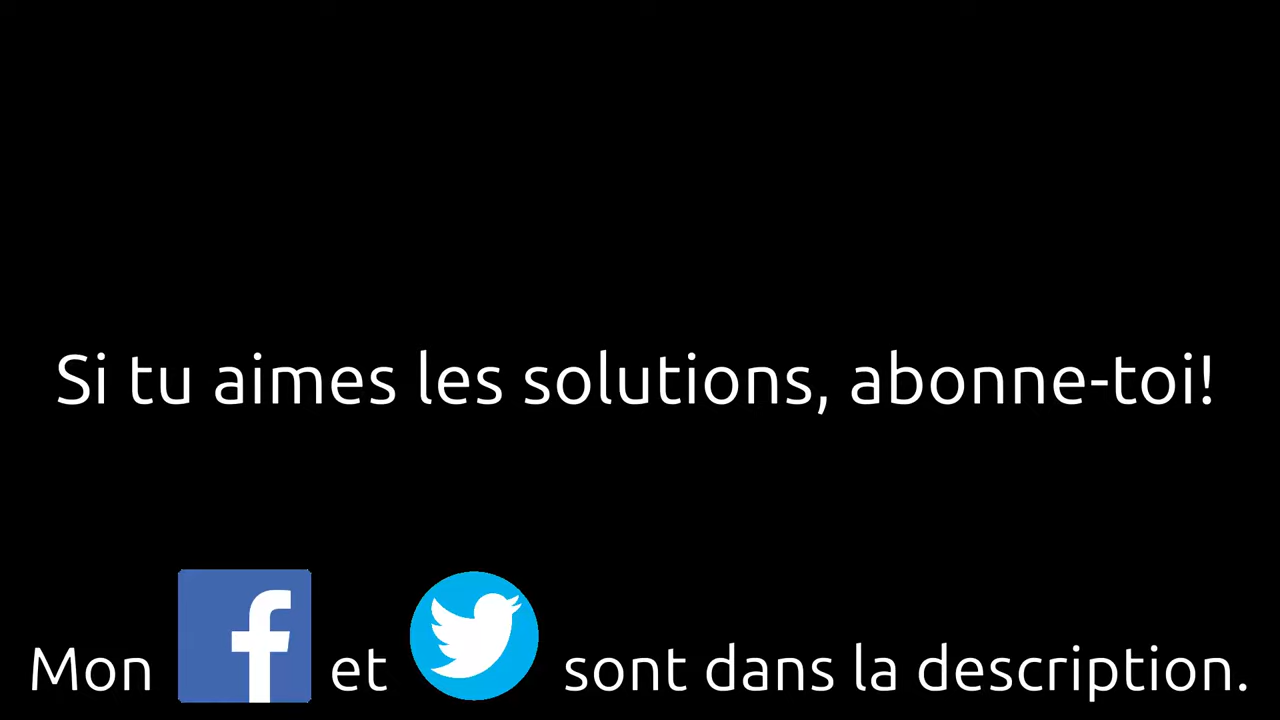 Si tu aimes les solutions, abonne-toi!
Mon f et sont dans la description.